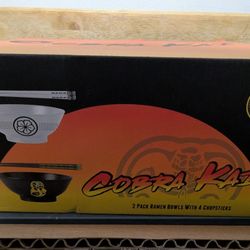 COBRA KAI
2 PACK RAMEN BOWLS WITH 4 CHOPSTICKS